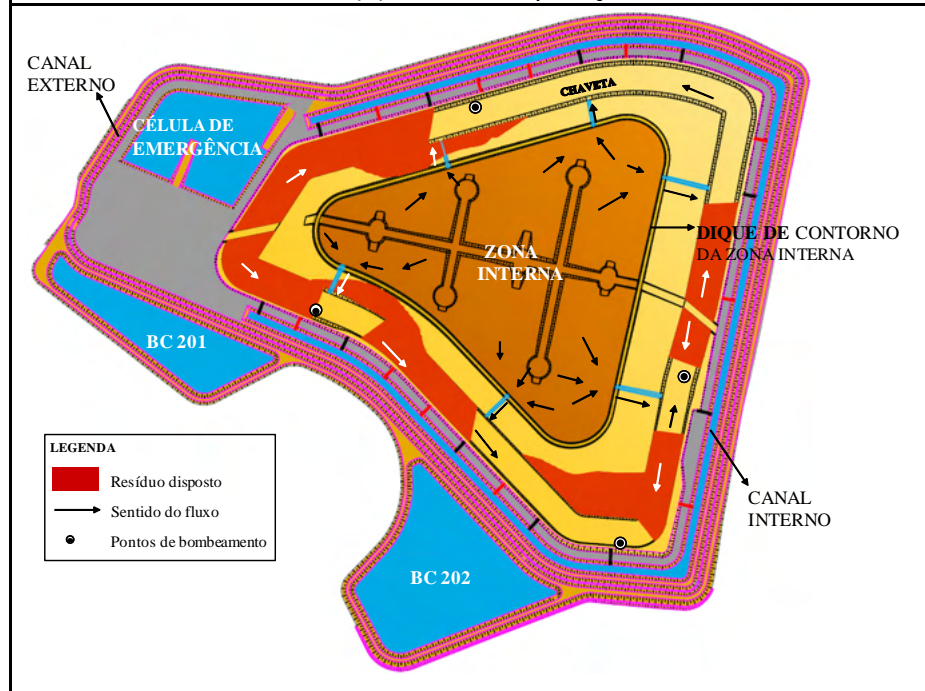 CANAL
EXTERNO
CÉLULA DE
EMERGÊNCIA
CHAVETA
DIQUE DE CONTORNO
DA ZONA INTERNA
ZONA
INTERNA
BC 201
LEGENDA
Resíduo disposto
Sentido do fluxo
Pontos de bombeamento
CANAL
INTERNO
BC 202